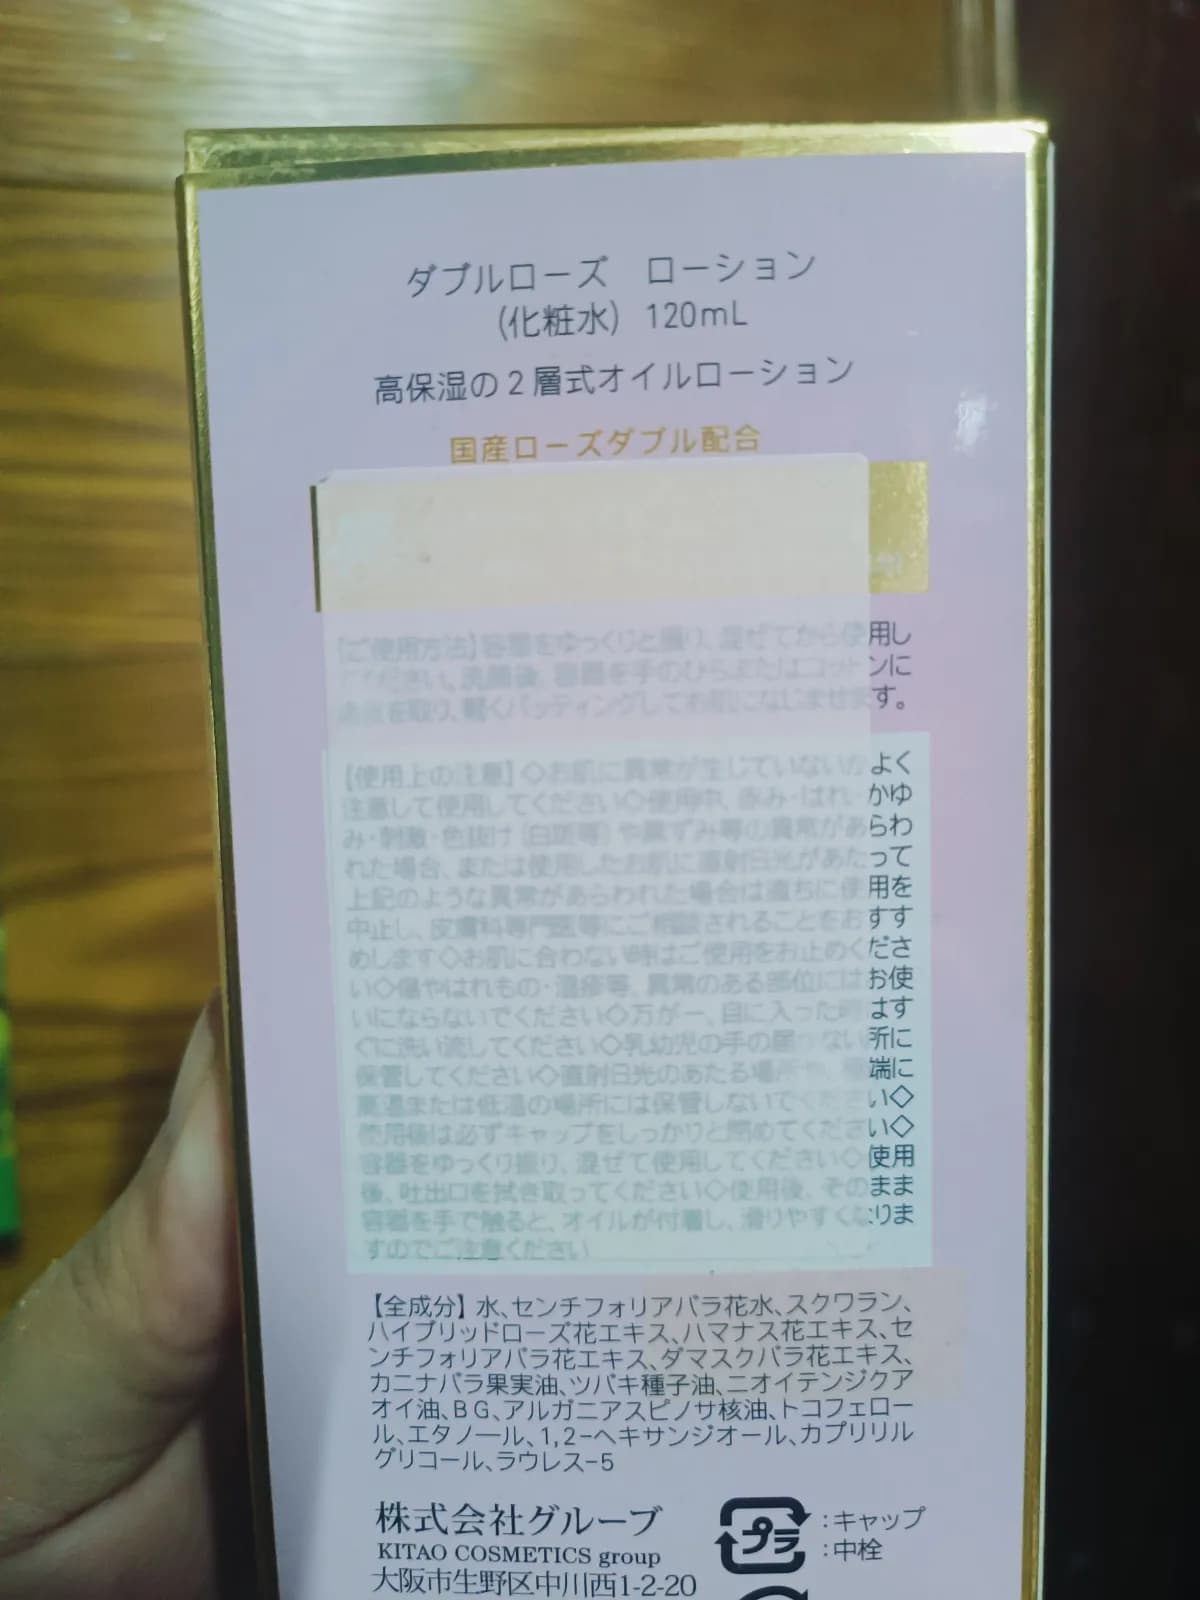 ダブルローズ ローション
(化粧水) 120mL
高保湿の2層式オイルローション
国産ローズダブル配合
【ご使用方法】容器をゆっくりと振り、混ぜてから使用し
てください。洗顔後、容器を手のひらまたはコットンに
適量を取り、軽くパッティングしてお肌になじませます。
【使用上の注意】◇お肌に異常が生じていないかよく
注意して使用してください◇使用中、赤み・はれ・かゆ
み・刺激・色抜け(白斑等)や黒ずみ等の異常があらわ
れた場合、または使用したお肌に直射日光があたって
上記のような異常があらわれた場合は直ちに使用を
中止し、皮膚科専門医等にご相談されることをおすす
めします◇お肌に合わない時はご使用をお止めくださ
い◇傷やはれもの・湿疹等、異常のある部位にはお使
いにならないでください◇万が一、目に入った時はす
ぐに洗い流してください◇乳幼児の手の届かない所に
保管してください◇直射日光のあたる場所や、極端に
高温または低温の場所には保管しないでください◇
使用後は必ずキャップをしっかりと閉めてください◇
容器をゆっくり振り、混ぜて使用してください◇使用
後、吐出口を拭き取ってください◇使用後、そのまま
容器を手で触ると、オイルが付着し、滑りやすくなりま
すのでご注意ください
【全成分】水、センチフォリアバラ花水、スクワラン、
ハイブリッドローズ花エキス、ハマナス花エキス、セ
ンチフォリアバラ花エキス、ダマスクバラ花エキス、
カニナバラ果実油、ツバキ種子油、ニオイテンジクア
オイ油、BG、アルガニアスピノサ核油、トコフェロー
ル、エタノール、1,2-ヘキサンジオール、カプリリル
グリコール、ラウレス-5
株式会社グルーブ
KITAO COSMETICS group
大阪市生野区中川西1-2-20
プラ
:キャップ
:中栓